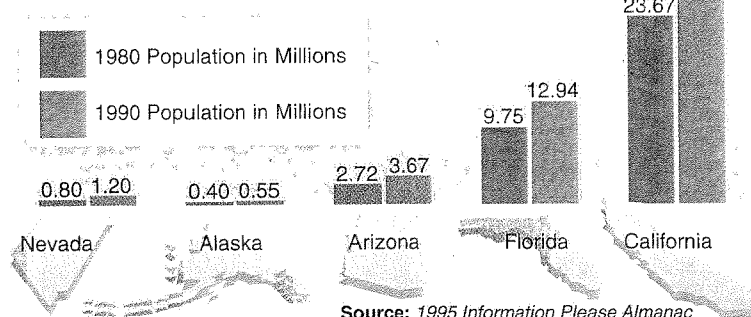 23.67
1980 Population in Millions
1990 Population in Millions
12.94
9.75
2.72 3.67
0.80 1.20 0.40 0.55
Nevada Alaska Arizona Florida California
Source: 1995 Information Please Almanac